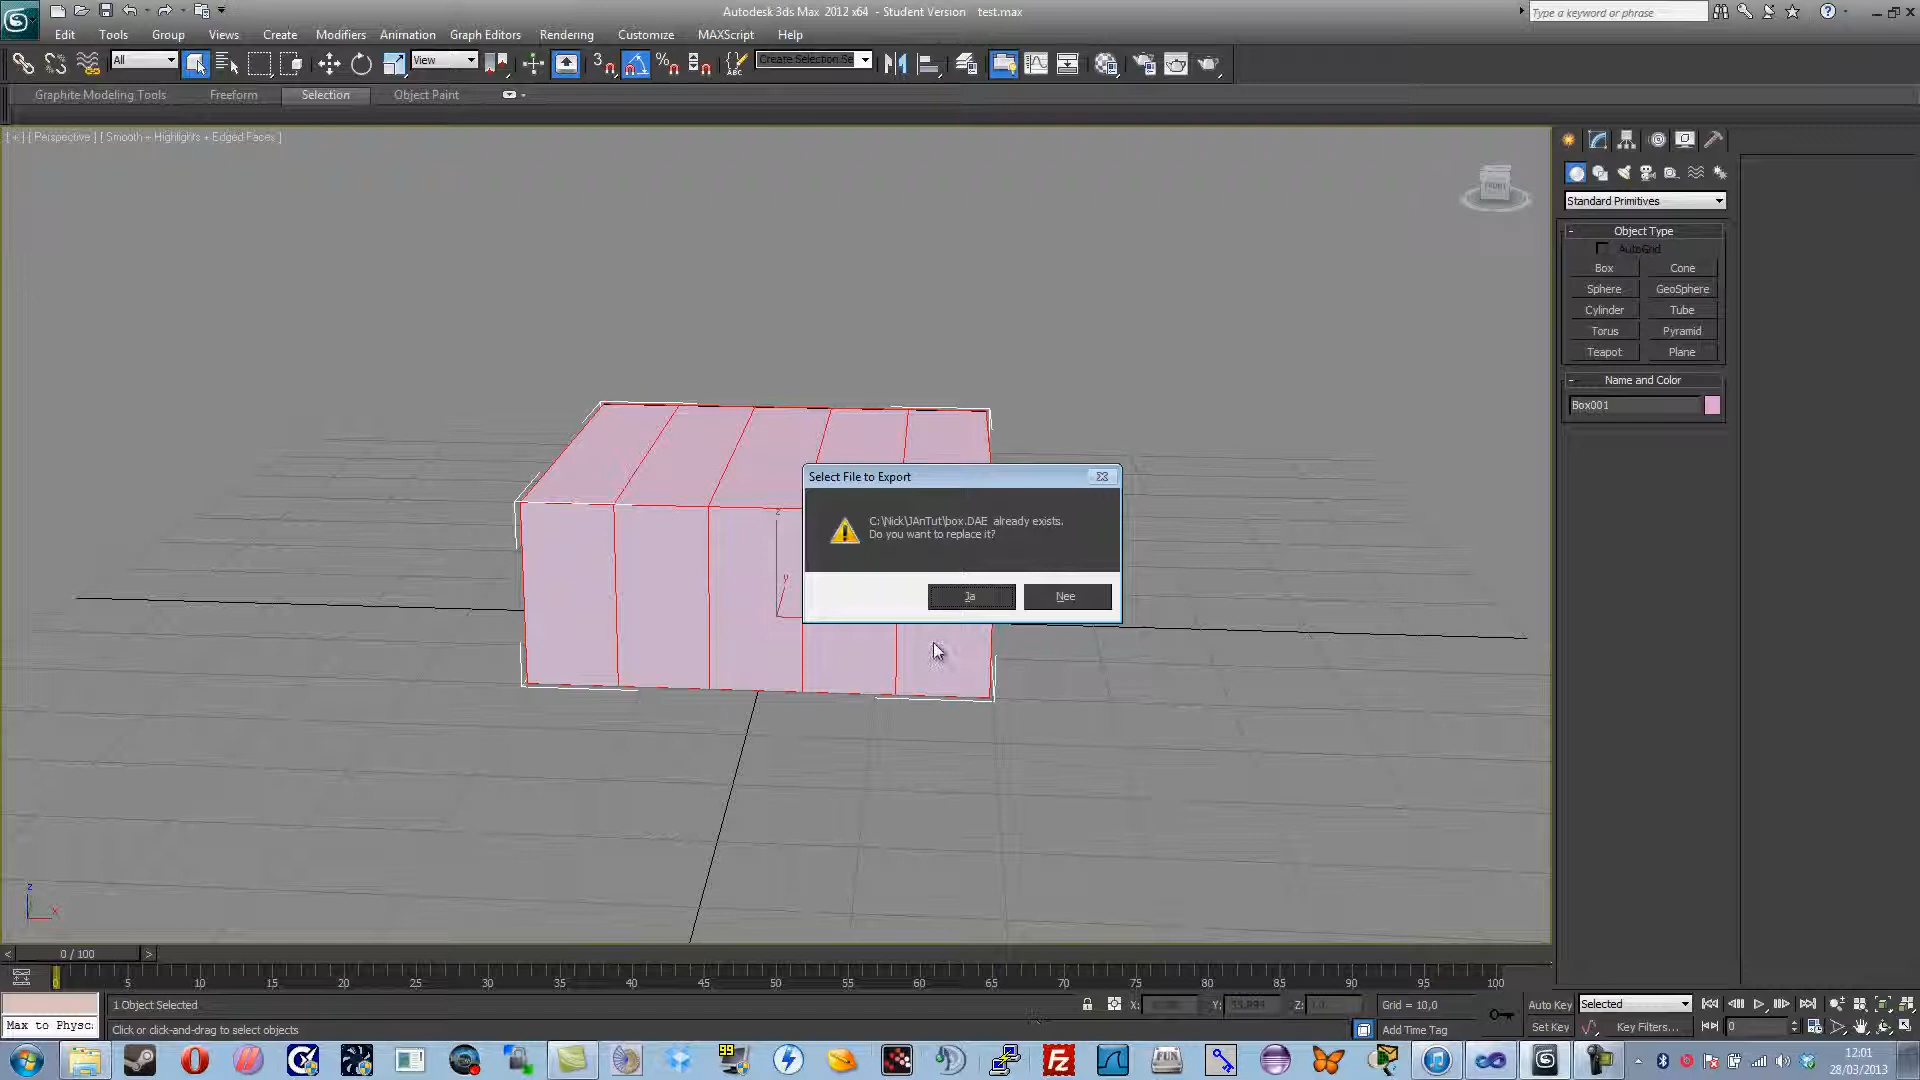 Autodesk 3ds Max 2012 x64 - Student Version test.max
Type a keyword or phrase
Edit Tools Group Views Create Modifiers Animation Graph Editors Rendering Customize MAXScript Help
All View Create Selection Se
Graphite Modeling Tools Freeform Selection Object Paint
[ + ] [ Perspective ] [ Smooth + Highlights + Edged Faces ]
FRONT
Standard Primitives
- Object Type
AutoGrid
Box Cone
Sphere GeoSphere
Cylinder Tube
Torus Pyramid
Teapot Plane
- Name and Color
Box001
Select File to Export
C:\Nick\JAnTut\box.DAE already exists.
Do you want to replace it?
Ja Nee
z
y
z
x
< 0 / 100 >
0 5 10 15 20 25 30 35 40 45 50 55 60 65 70 75 80 85 90 95 100
1 Object Selected X: Y: Z: Grid = 10,0 Auto Key Selected
Max to Physc: Click or click-and-drag to select objects Add Time Tag Set Key Key Filters... 0
99 FZ FUN
12:01
28/03/2013